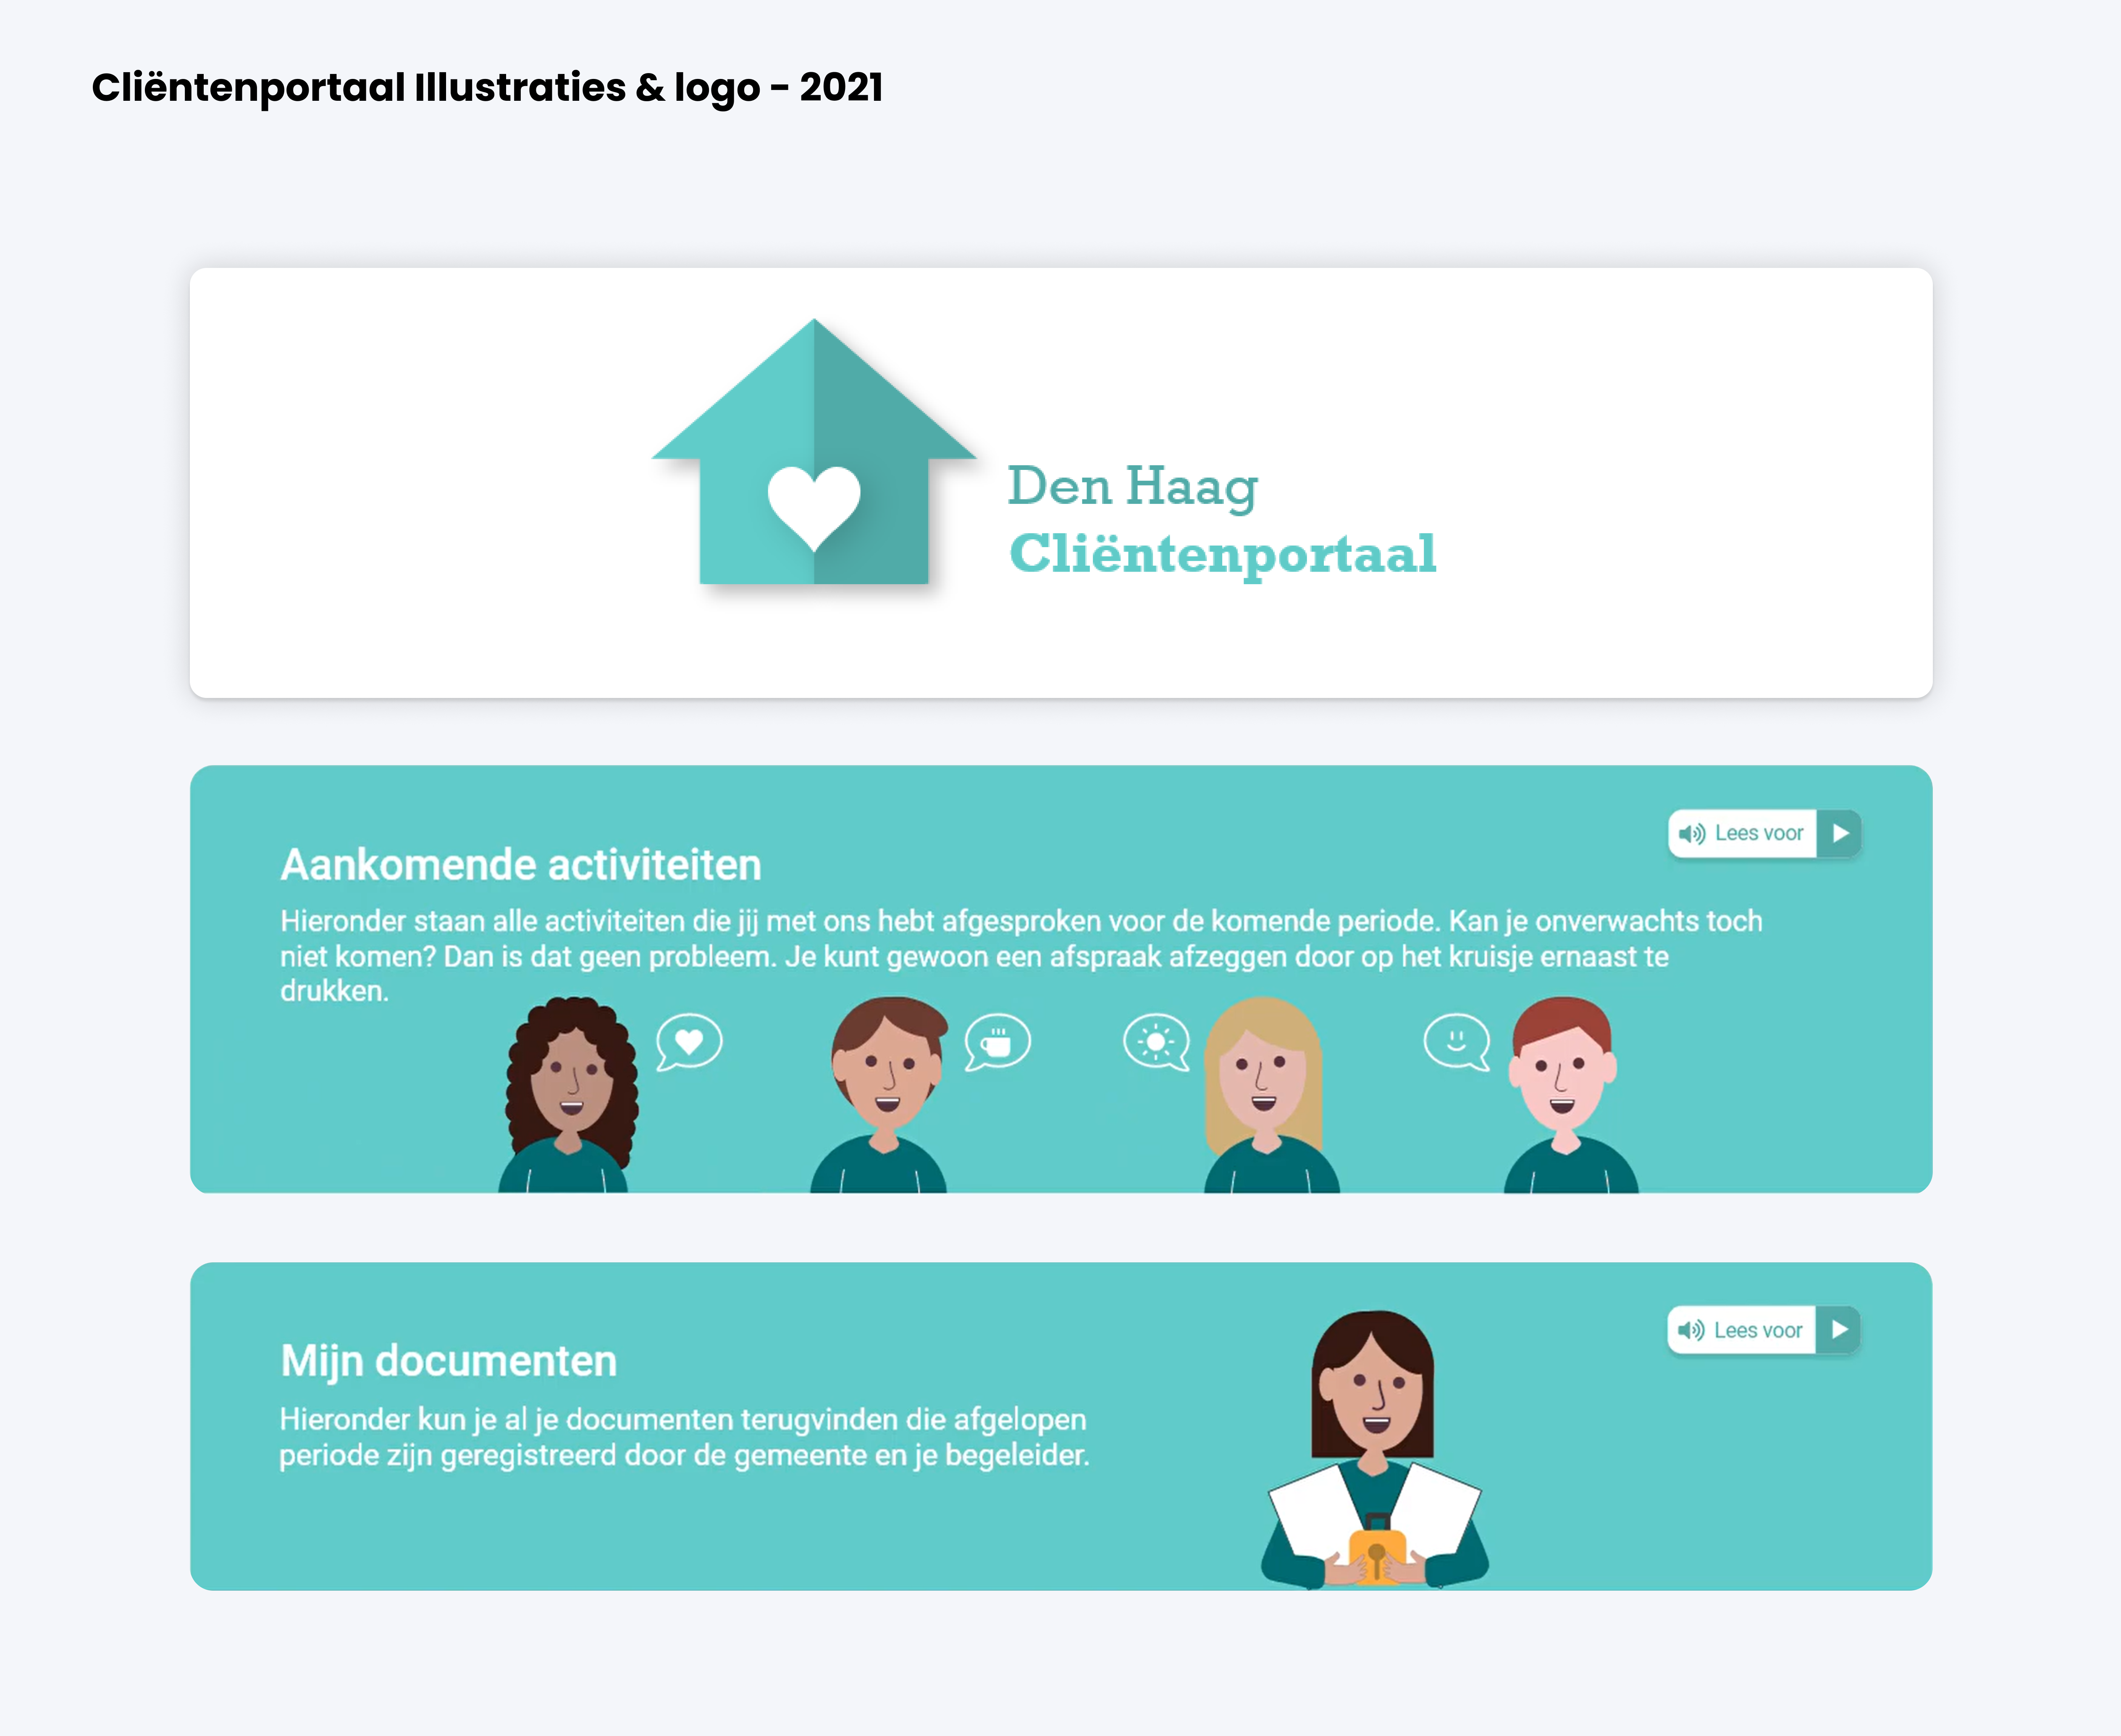 Cliëntenportaal Illustraties & logo - 2021
Den Haag
Cliëntenportaal
Lees voor
Aankomende activiteiten
Hieronder staan alle activiteiten die jij met ons hebt afgesproken voor de komende periode. Kan je onverwachts toch
niet komen? Dan is dat geen probleem. Je kunt gewoon een afspraak afzeggen door op het kruisje ernaast te
drukken.
Lees voor
Mijn documenten
Hieronder kun je al je documenten terugvinden die afgelopen
periode zijn geregistreerd door de gemeente en je begeleider.